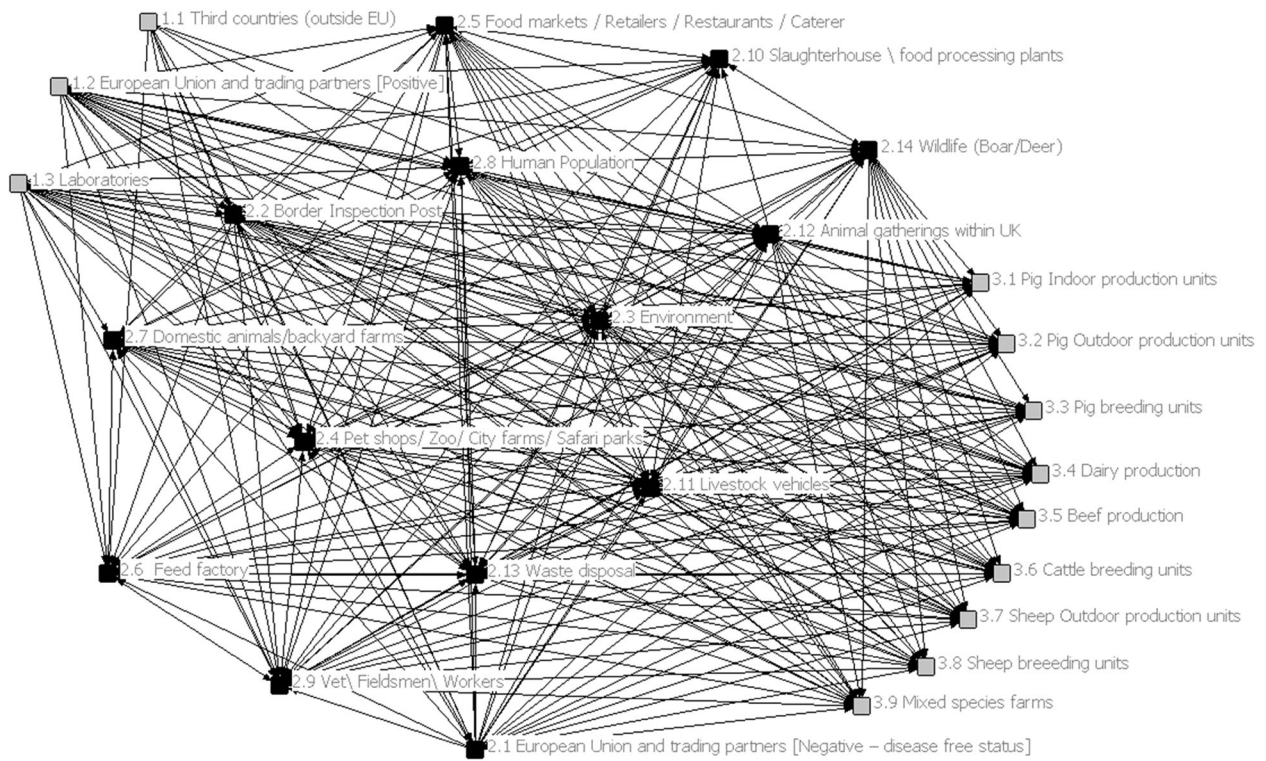 1.1 Third countries (outside EU)
2.5 Food markets / Retailers / Restaurants / Caterer
2.10 Slaughterhouse \ food processing plants
1.2 European Union and trading partners [Positive]
2.14 Wildlife (Boar/Deer)
2.8 Human Population
1.3 Laboratories
2.2 Border Inspection Post
2.12 Animal gatherings within UK
3.1 Pig Indoor production units
2.3 Environment
2.7 Domestic animals/backyard farms
3.2 Pig Outdoor production units
3.3 Pig breeding units
2.4 Pet shops/ Zoo/ City farms/ Safari parks
3.4 Dairy production
2.11 Livestock vehicles
3.5 Beef production
2.6 Feed factory
2.13 Waste disposal
3.6 Cattle breeding units
3.7 Sheep Outdoor production units
3.8 Sheep breeeding units
2.9 Vet\ Fieldsmen\ Workers
3.9 Mixed species farms
2.1 European Union and trading partners [Negative – disease free status]